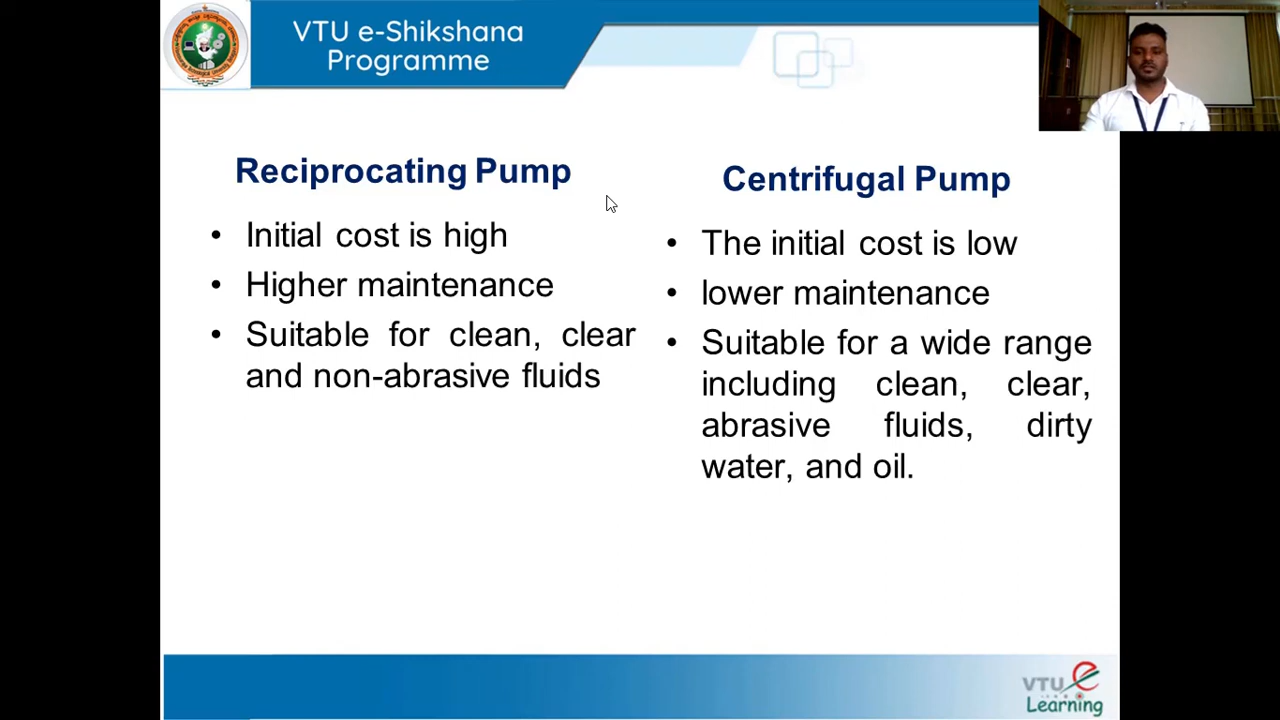 VTU e-Shikshana
Programme
Reciprocating Pump
• Initial cost is high
• Higher maintenance
• Suitable for clean, clear
and non-abrasive fluids
Centrifugal Pump
• The initial cost is low
• lower maintenance
• Suitable for a wide range
including clean, clear,
abrasive fluids, dirty
water, and oil.
VTU e
Learning